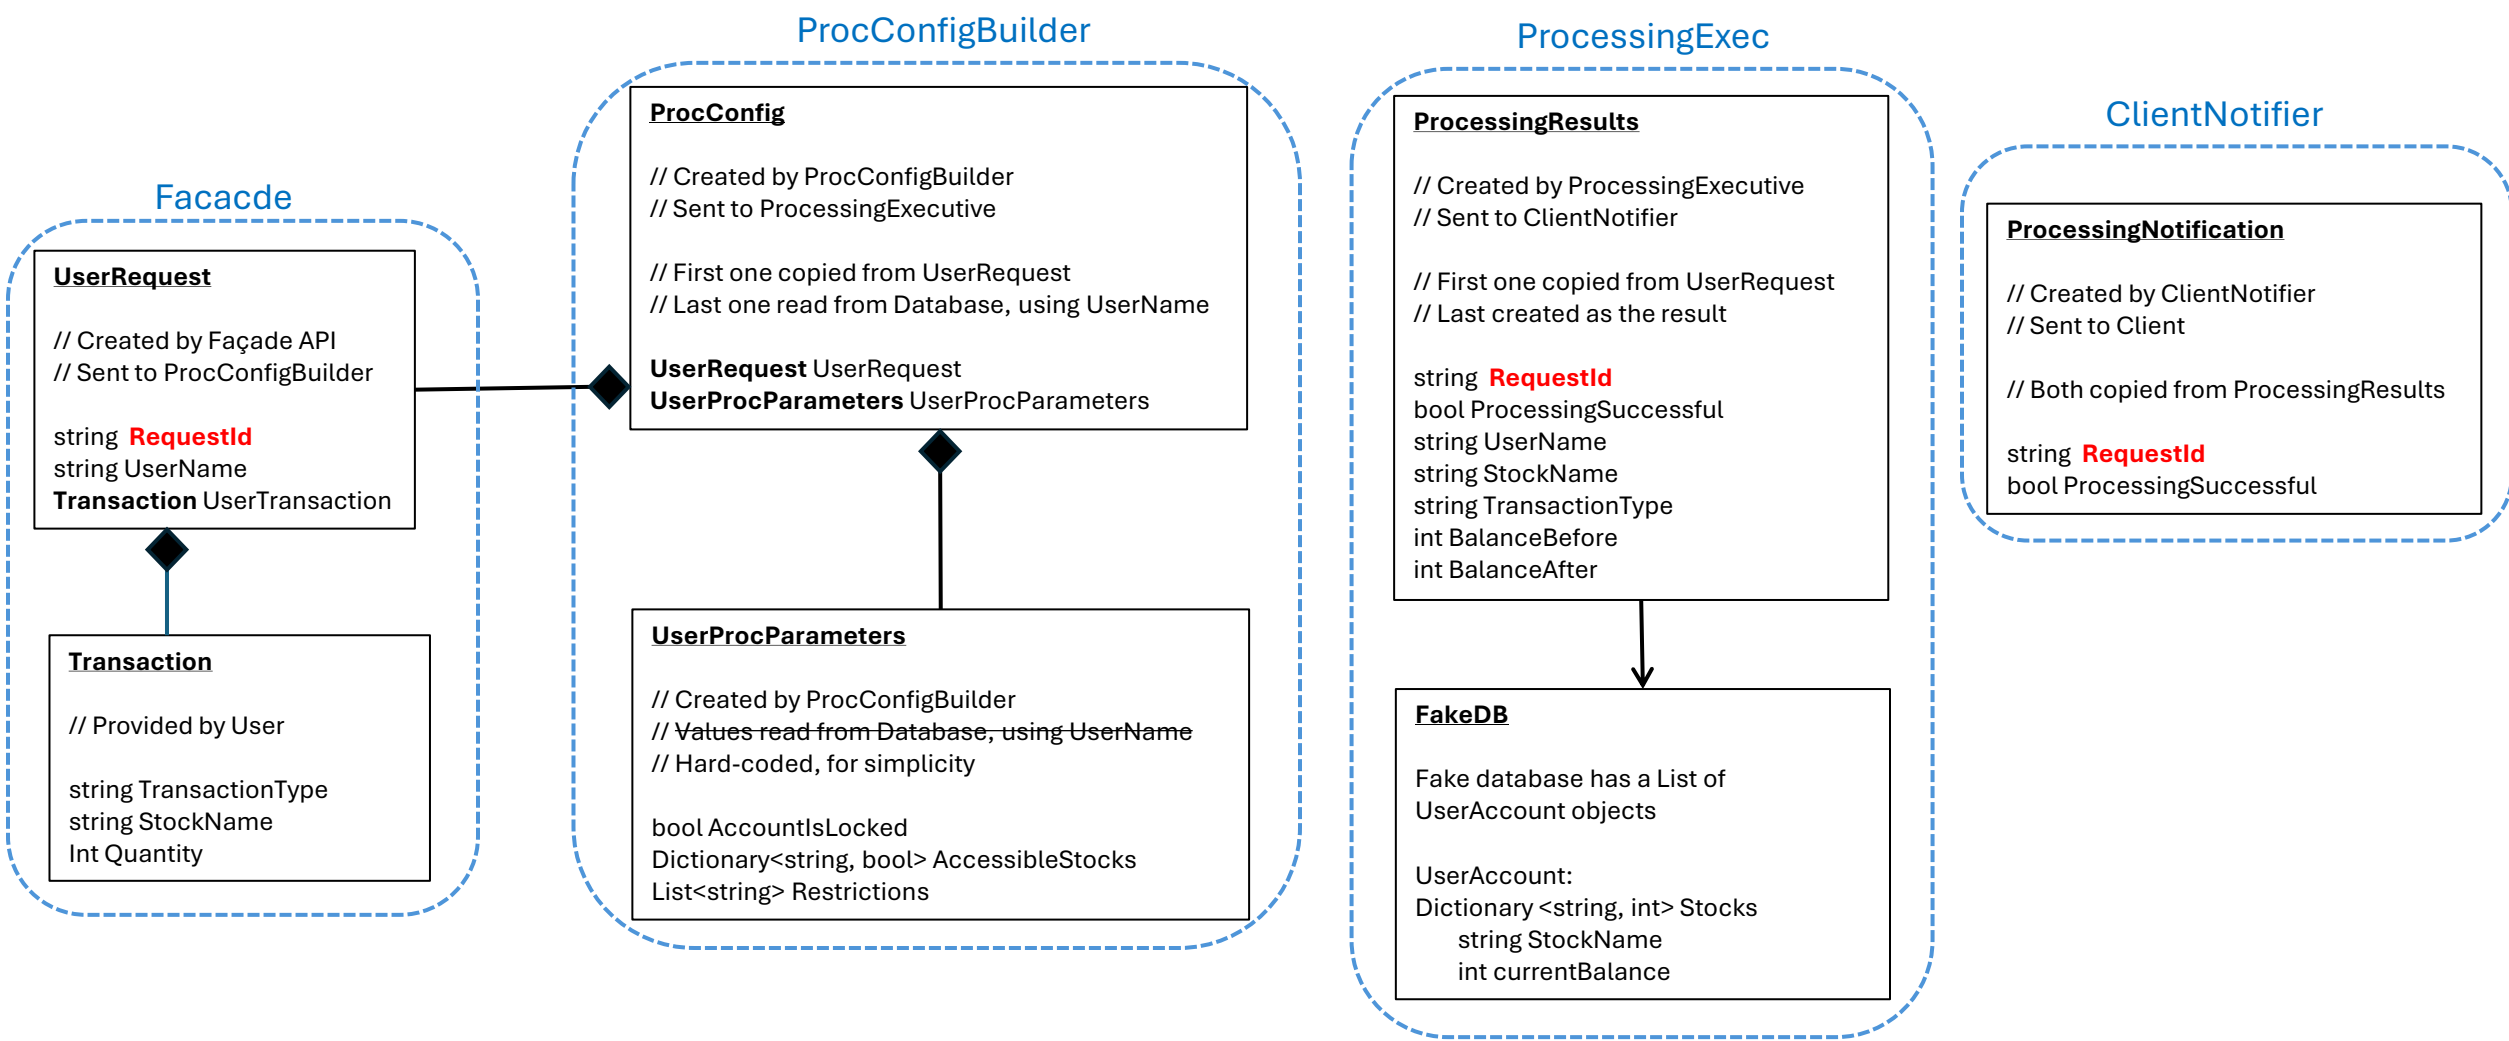 Facacde
UserRequest
// Created by Façade API
// Sent to ProcConfigBuilder
string RequestId
string UserName
Transaction UserTransaction
Transaction
// Provided by User
string TransactionType
string StockName
Int Quantity
ProcConfigBuilder
ProcConfig
// Created by ProcConfigBuilder
// Sent to ProcessingExecutive
// First one copied from UserRequest
// Last one read from Database, using UserName
UserRequest UserRequest
UserProcParameters UserProcParameters
UserProcParameters
// Created by ProcConfigBuilder
// Values read from Database, using UserName
// Hard-coded, for simplicity
bool AccountIsLocked
Dictionary<string, bool> AccessibleStocks
List<string> Restrictions
ProcessingExec
ProcessingResults
// Created by ProcessingExecutive
// Sent to ClientNotifier
// First one copied from UserRequest
// Last created as the result
string RequestId
bool ProcessingSuccessful
string UserName
string StockName
string TransactionType
int BalanceBefore
int BalanceAfter
FakeDB
Fake database has a List of
UserAccount objects
UserAccount:
Dictionary <string, int> Stocks
string StockName
int currentBalance
ClientNotifier
ProcessingNotification
// Created by ClientNotifier
// Sent to Client
// Both copied from ProcessingResults
string RequestId
bool ProcessingSuccessful